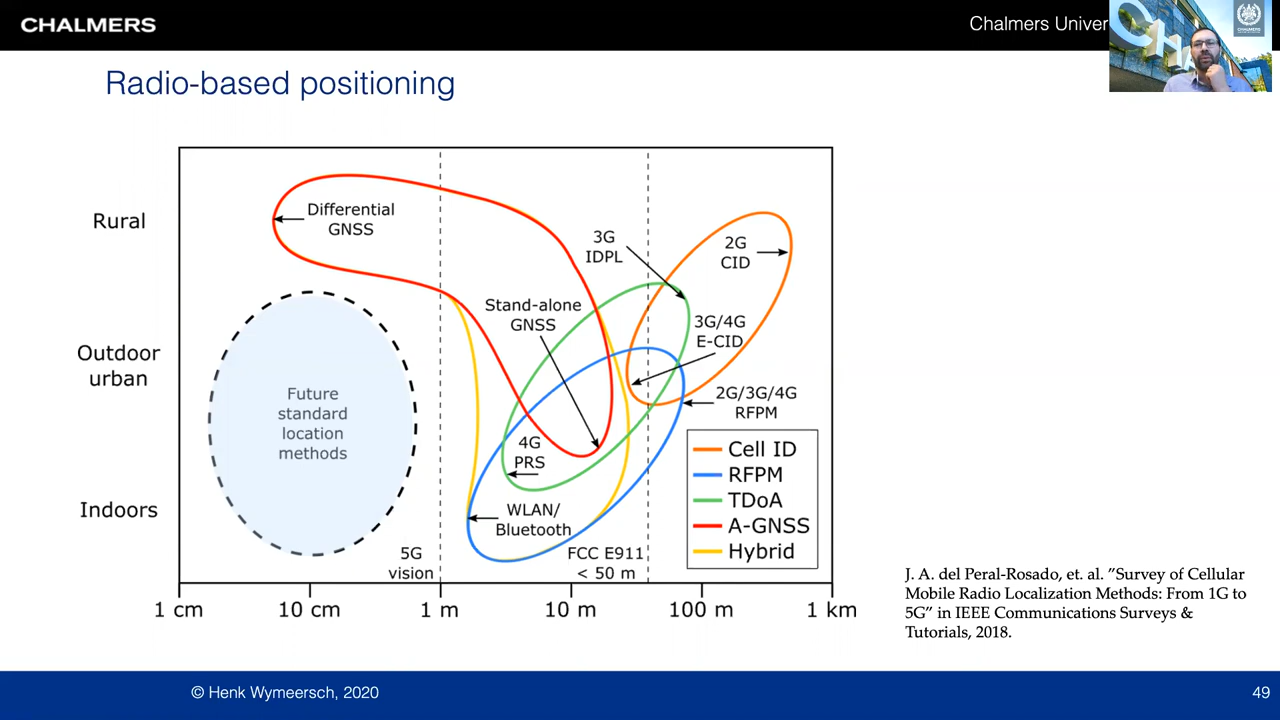 CHALMERS
Chalmers Univer
CHALMERS
Radio-based positioning
Rural
Outdoor
urban
Indoors
Differential
GNSS
3G
IDPL
2G
CID
Stand-alone
GNSS
3G/4G
E-CID
Future
standard
location
methods
2G/3G/4G
RFPM
4G
PRS
WLAN/
Bluetooth
5G
vision
FCC E911
< 50 m
Cell ID
RFPM
TDoA
A-GNSS
Hybrid
1 cm
10 cm
1 m
10 m
100 m
1 km
J. A. del Peral-Rosado, et. al. ”Survey of Cellular
Mobile Radio Localization Methods: From 1G to
5G” in IEEE Communications Surveys &
Tutorials, 2018.
© Henk Wymeersch, 2020
49